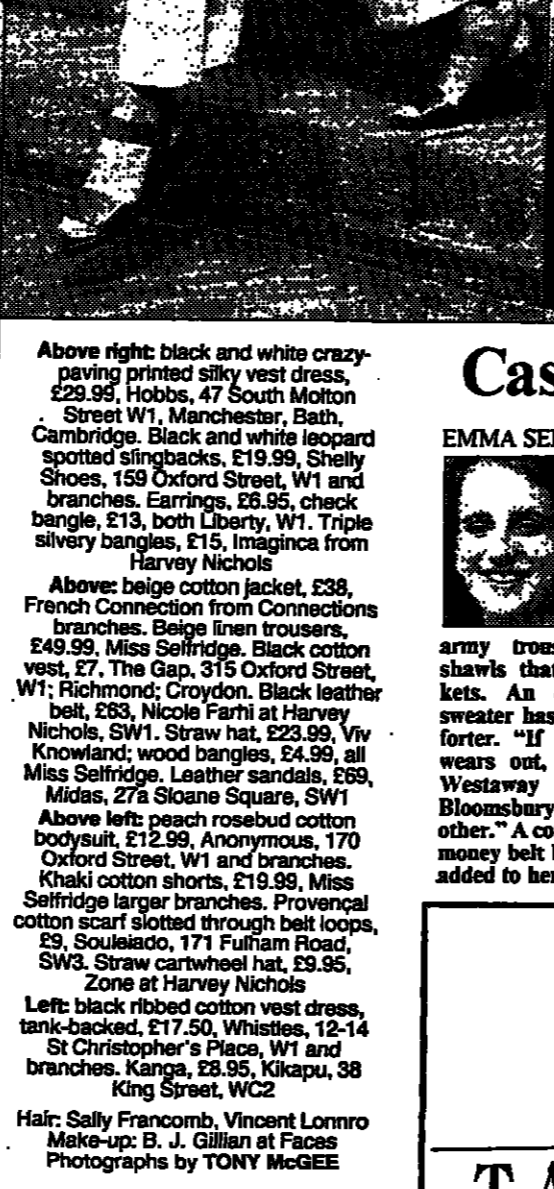 Above right: black and white crazy-
paving printed silky vest dress,
£29.99, Hobbs, 47 South Molton
Street W1, Manchester, Bath,
Cambridge. Black and white leopard
spotted slingbacks, £19.99, Shelly
Shoes, 159 Oxford Street, W1 and
branches. Earrings, £6.95, check
bangle, £13, both Liberty, W1. Triple
silvery bangles, £15, Imaginca from
Harvey Nichols
Above: beige cotton jacket, £38,
French Connection from Connections
branches. Beige linen trousers,
£49.99, Miss Selfridge. Black cotton
vest, £7, The Gap, 315 Oxford Street,
W1; Richmond; Croydon. Black leather
belt, £63, Nicole Farhi at Harvey
Nichols, SW1. Straw hat, £23.99, Viv
Knowland; wood bangles, £4.99, all
Miss Selfridge. Leather sandals, £69,
Midas, 27a Sloane Square, SW1
Above left: peach rosebud cotton
bodysuit, £12.99, Anonymous, 170
Oxford Street, W1 and branches.
Khaki cotton shorts, £19.99, Miss
Selfridge larger branches. Provençal
cotton scarf slotted through belt loops,
£9, Souleiado, 171 Fulham Road,
SW3. Straw cartwheel hat, £9.95,
Zone at Harvey Nichols
Left: black ribbed cotton vest dress,
tank-backed, £17.50, Whistles, 12-14
St Christopher's Place, W1 and
branches. Kanga, £8.95, Kikapu, 38
King Street, WC2
Hair: Sally Francomb, Vincent Lonnro
Make-up: B. J. Gillian at Faces
Photographs by TONY McGEE
Cas
EMMA SE
army trous
shawls that
kets. An
sweater has
forter. "If
wears out,
Westaway
Bloomsbury
other." A co
money belt
added to her
T A